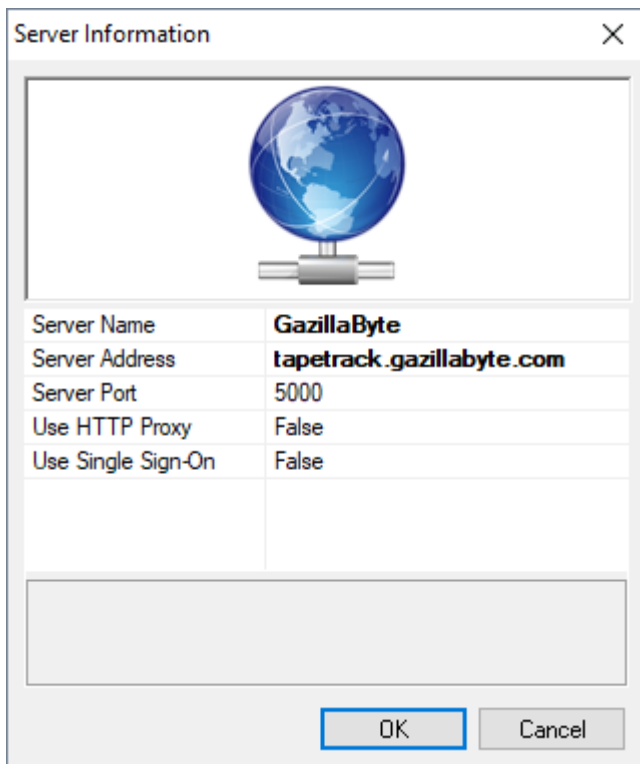 Server Information
Server Name GazillaByte
Server Address tapetrack.gazillabyte.com
Server Port 5000
Use HTTP Proxy False
Use Single Sign-On False
OK Cancel